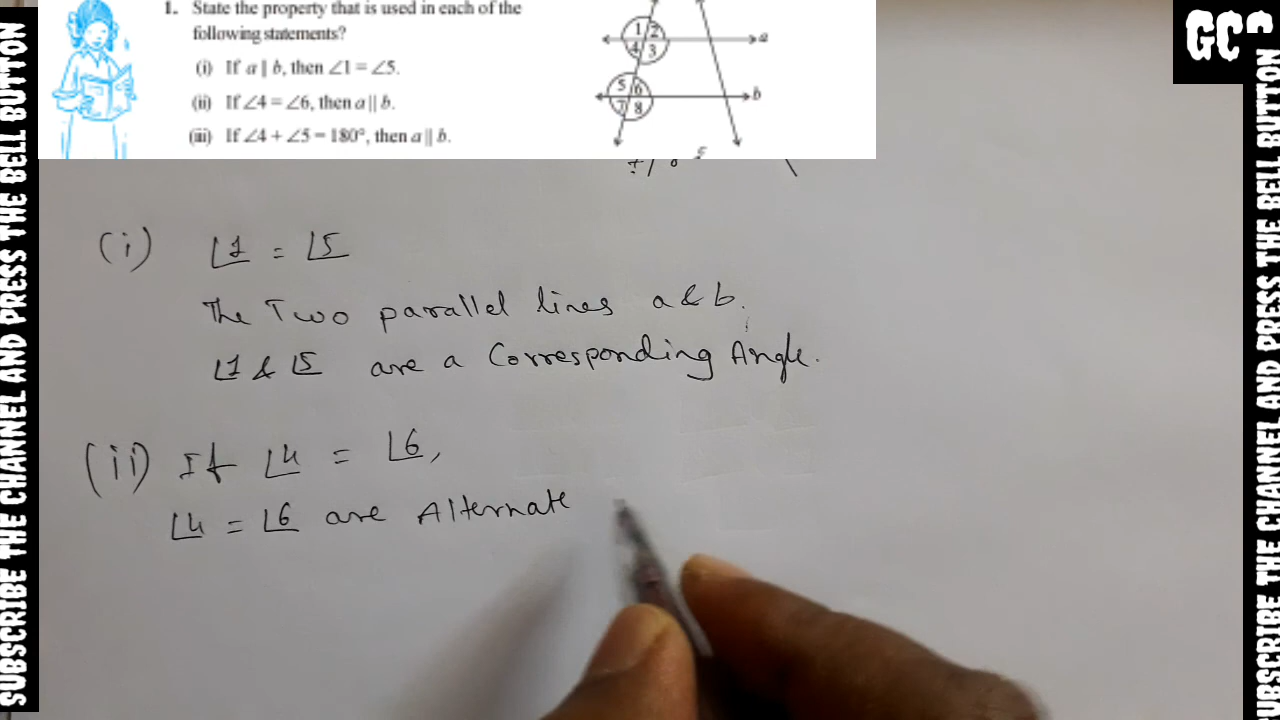 SUBSCRIBE THE CHANNEL AND PRESS THE BELL BUTTON
1. State the property that is used in each of the
following statements?
(i) If a || b, then ∠1 = ∠5.
(ii) If ∠4 = ∠6, then a || b.
(iii) If ∠4 + ∠5 = 180°, then a || b.
1 2
4 3
a
5 6
7 8
b
(i) ∠1 = ∠5
The Two parallel lines a & b.
∠1 & ∠5 are a Corresponding Angle.
(ii) If ∠4 = ∠6,
∠4 = ∠6 are Alternate
SUBSCRIBE THE CHANNEL AND PRESS THE BELL BUTTON